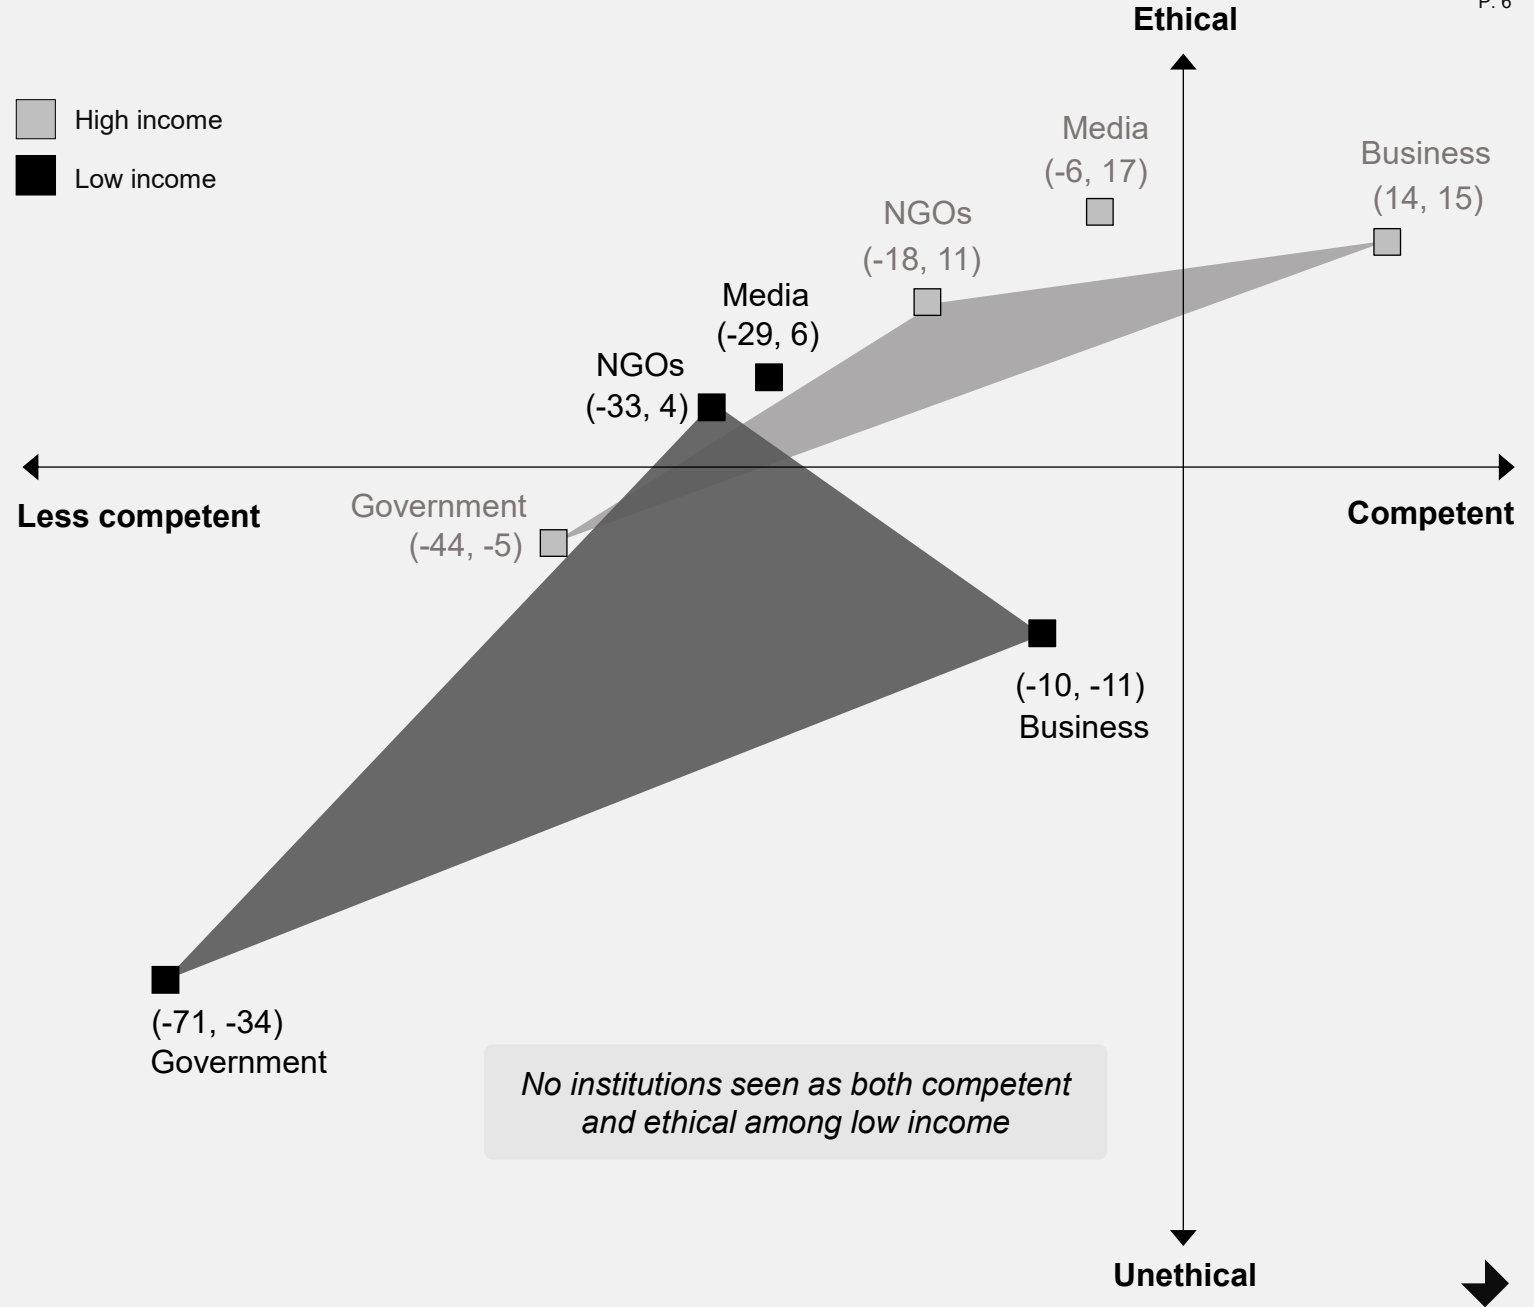 P. 6
Ethical
High income
Low income
Media
(-6, 17)
Business
(14, 15)
NGOs
(-18, 11)
Media
(-29, 6)
NGOs
(-33, 4)
Less competent
Competent
Government
(-44, -5)
(-10, -11)
Business
(-71, -34)
Government
No institutions seen as both competent
and ethical among low income
Unethical